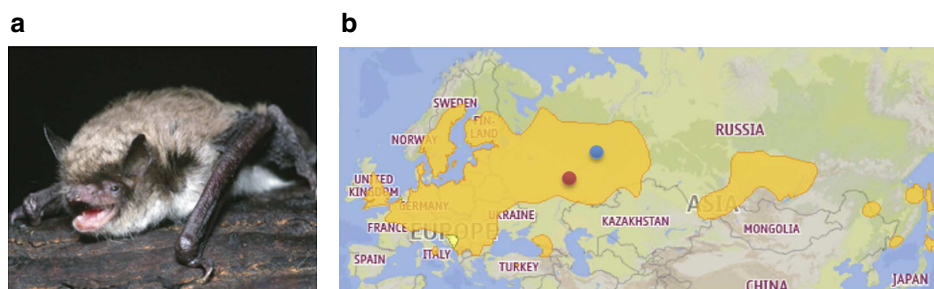 a
b
SWEDEN
FIN-
LAND
NORWAY
RUSSIA
UNITED
KINGDOM
GERMANY
ASIA
UKRAINE
KAZAKHSTAN
FRANCE
EUROPE
MONGOLIA
ITALY
SPAIN
TURKEY
JAPAN
CHINA